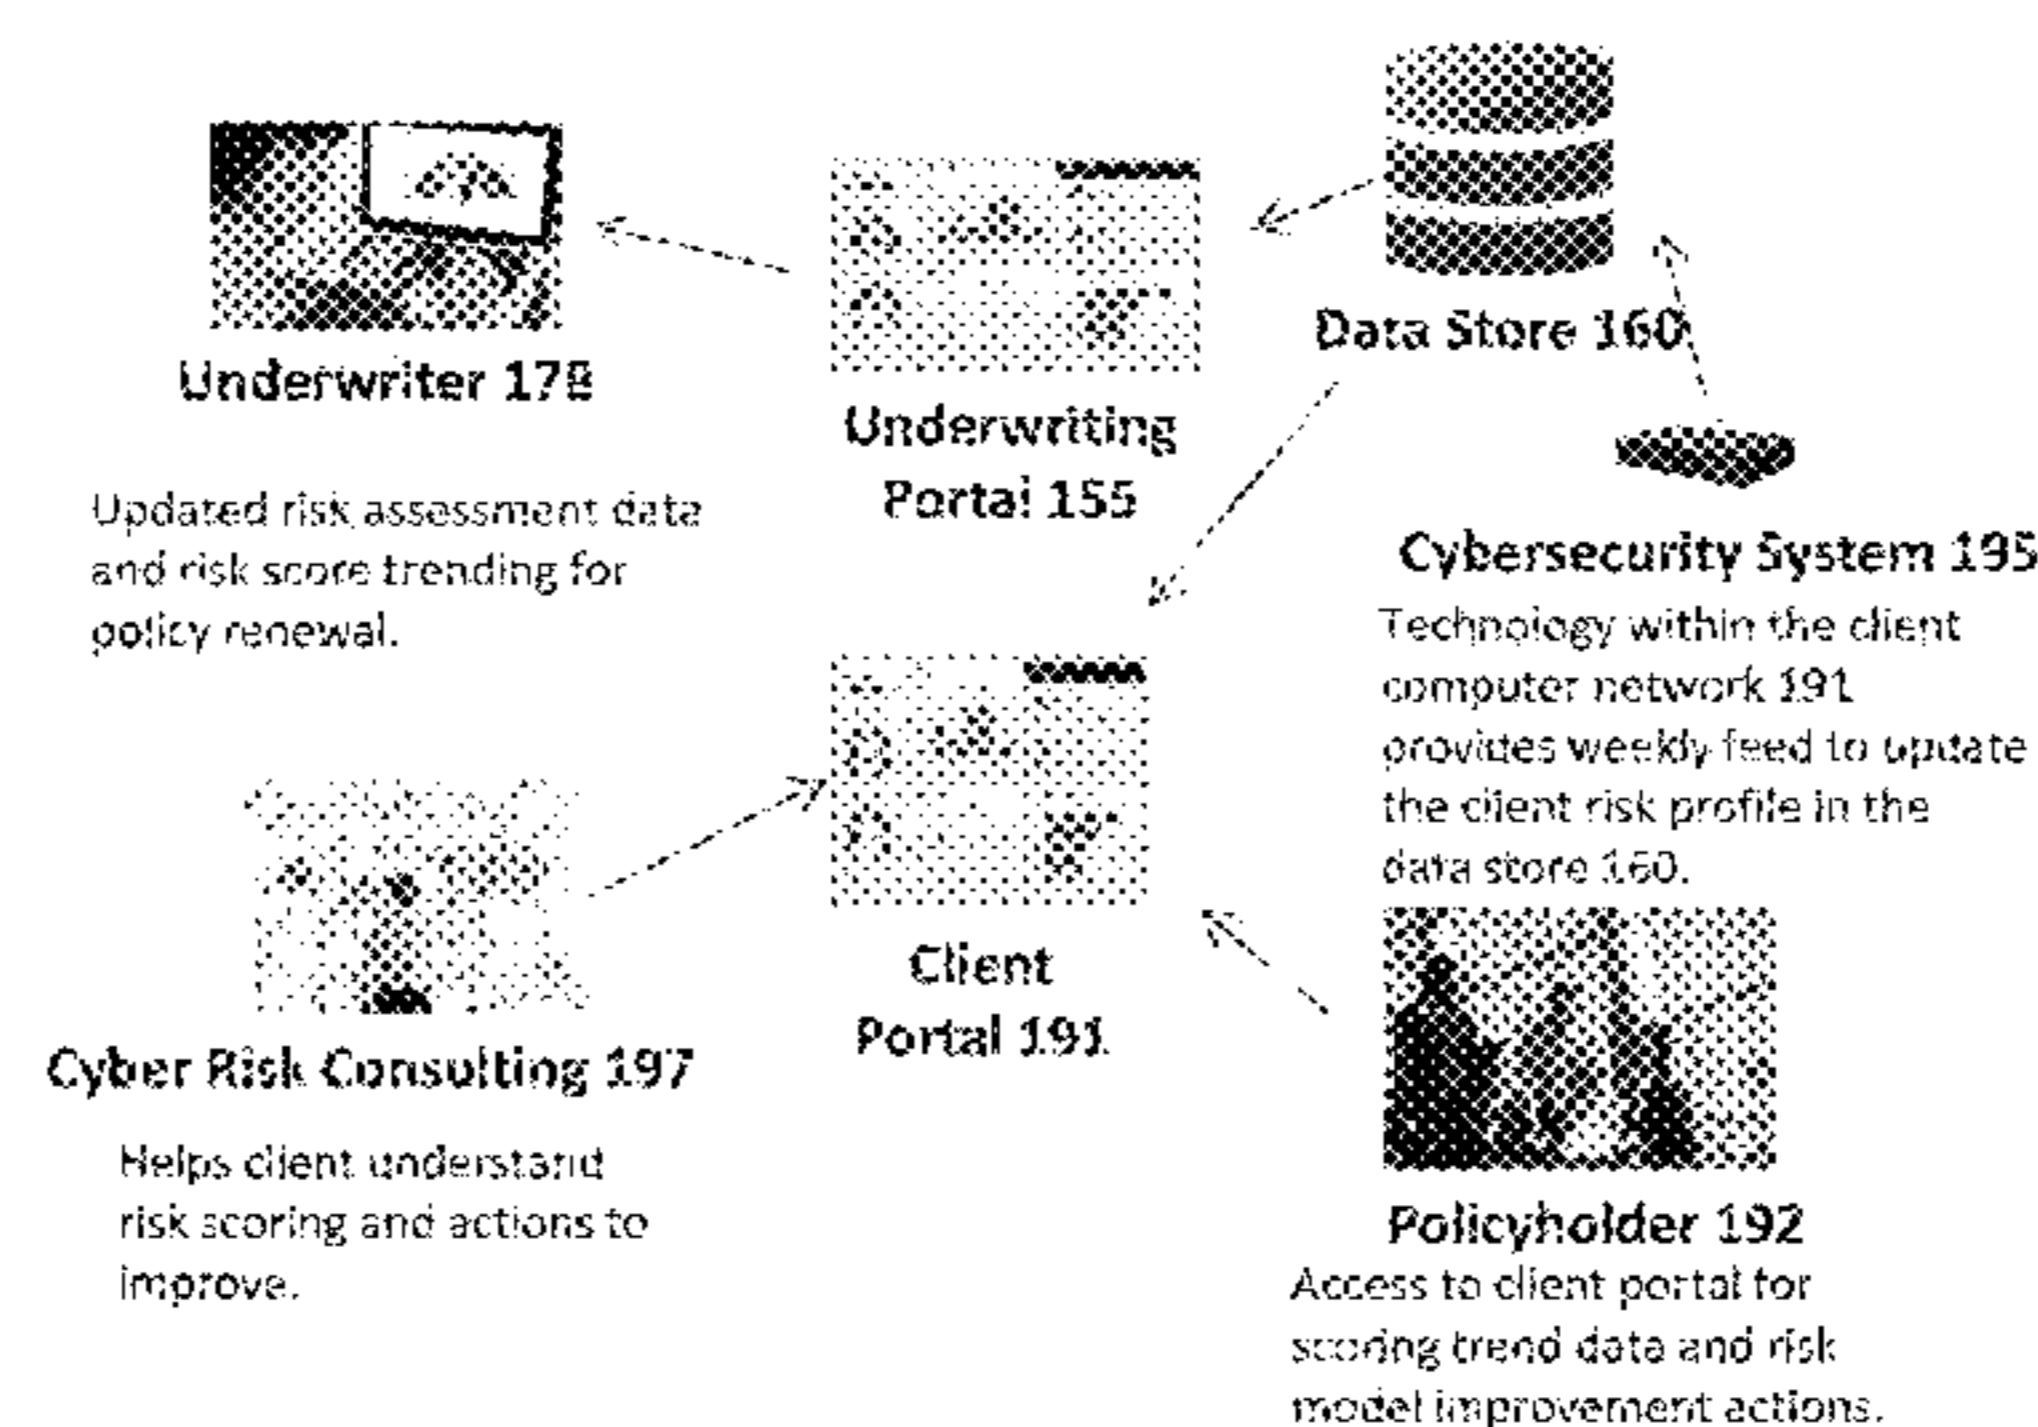 Underwriter 178
Updated risk assessment data
and risk score trending for
policy renewal.
Underwriting
Portal 155
Data Store 160
Cybersecurity System 195
Technology within the client
computer network 191
provides weekly feed to update
the client risk profile in the
data store 160.
Cyber Risk Consulting 197
Helps client understand
risk scoring and actions to
improve.
Client
Portal 191
Policyholder 192
Access to client portal for
scoring trend data and risk
model improvement actions.